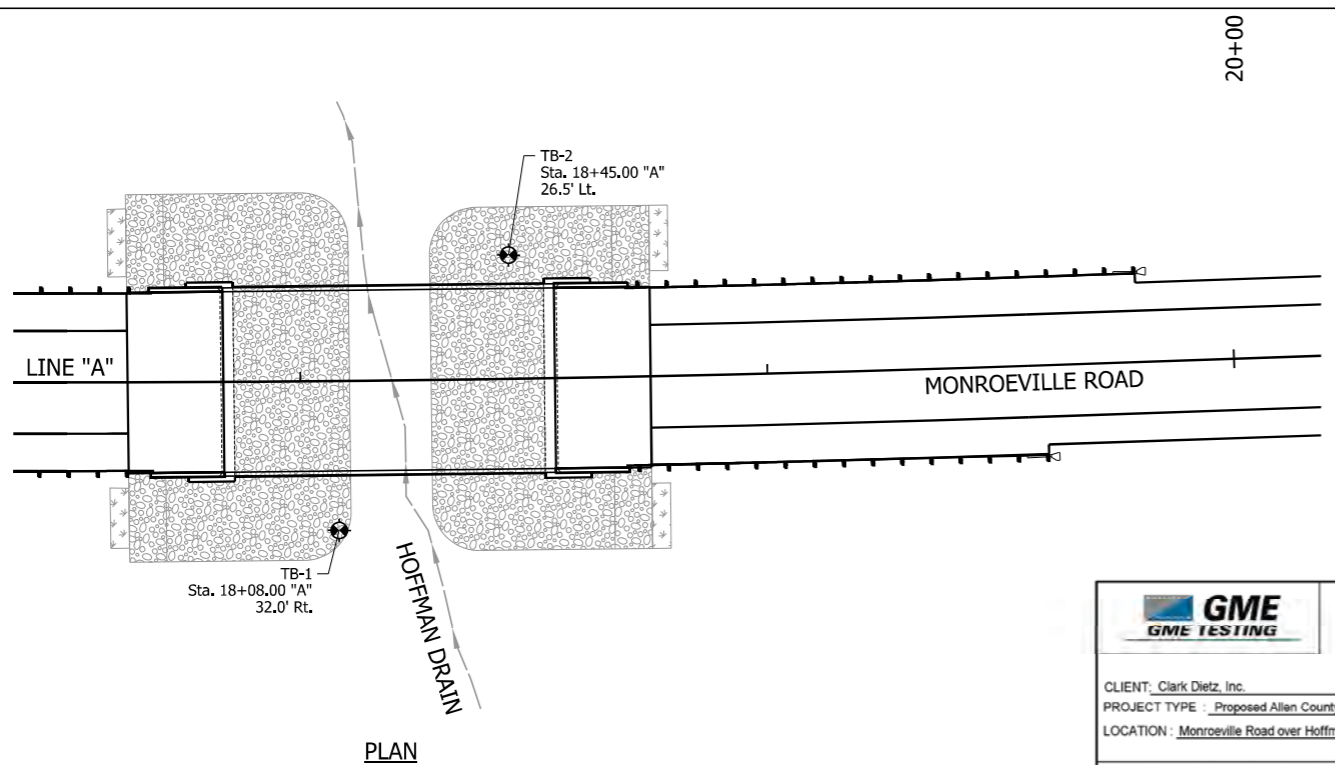 20+00
TB-2
Sta. 18+45.00 "A"
26.5' Lt.
LINE "A"
MONROEVILLE ROAD
TB-1
Sta. 18+08.00 "A"
32.0' Rt.
HOFFMAN DRAIN
PLAN
GME
GME TESTING
CLIENT: Clark Dietz, Inc.
PROJECT TYPE : Proposed Allen County
LOCATION : Monroeville Road over Hoffm